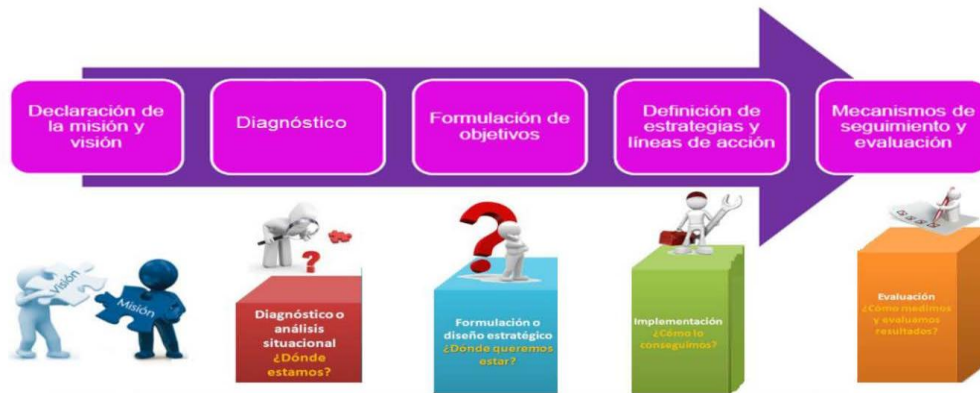 Declaración de
la misión y
visión
Diagnóstico
Formulación de
objetivos
Definición de
estrategias y
líneas de acción
Mecanismos de
seguimiento y
evaluación
Visión
Misión
Diagnóstico o
análisis
situacional
¿Dónde
estamos?
Formulación o
diseño estratégico
¿Dónde queremos
estar?
Implementación
¿Cómo lo
conseguimos?
Evaluación
¿Cómo medimos
y evaluamos
resultados?